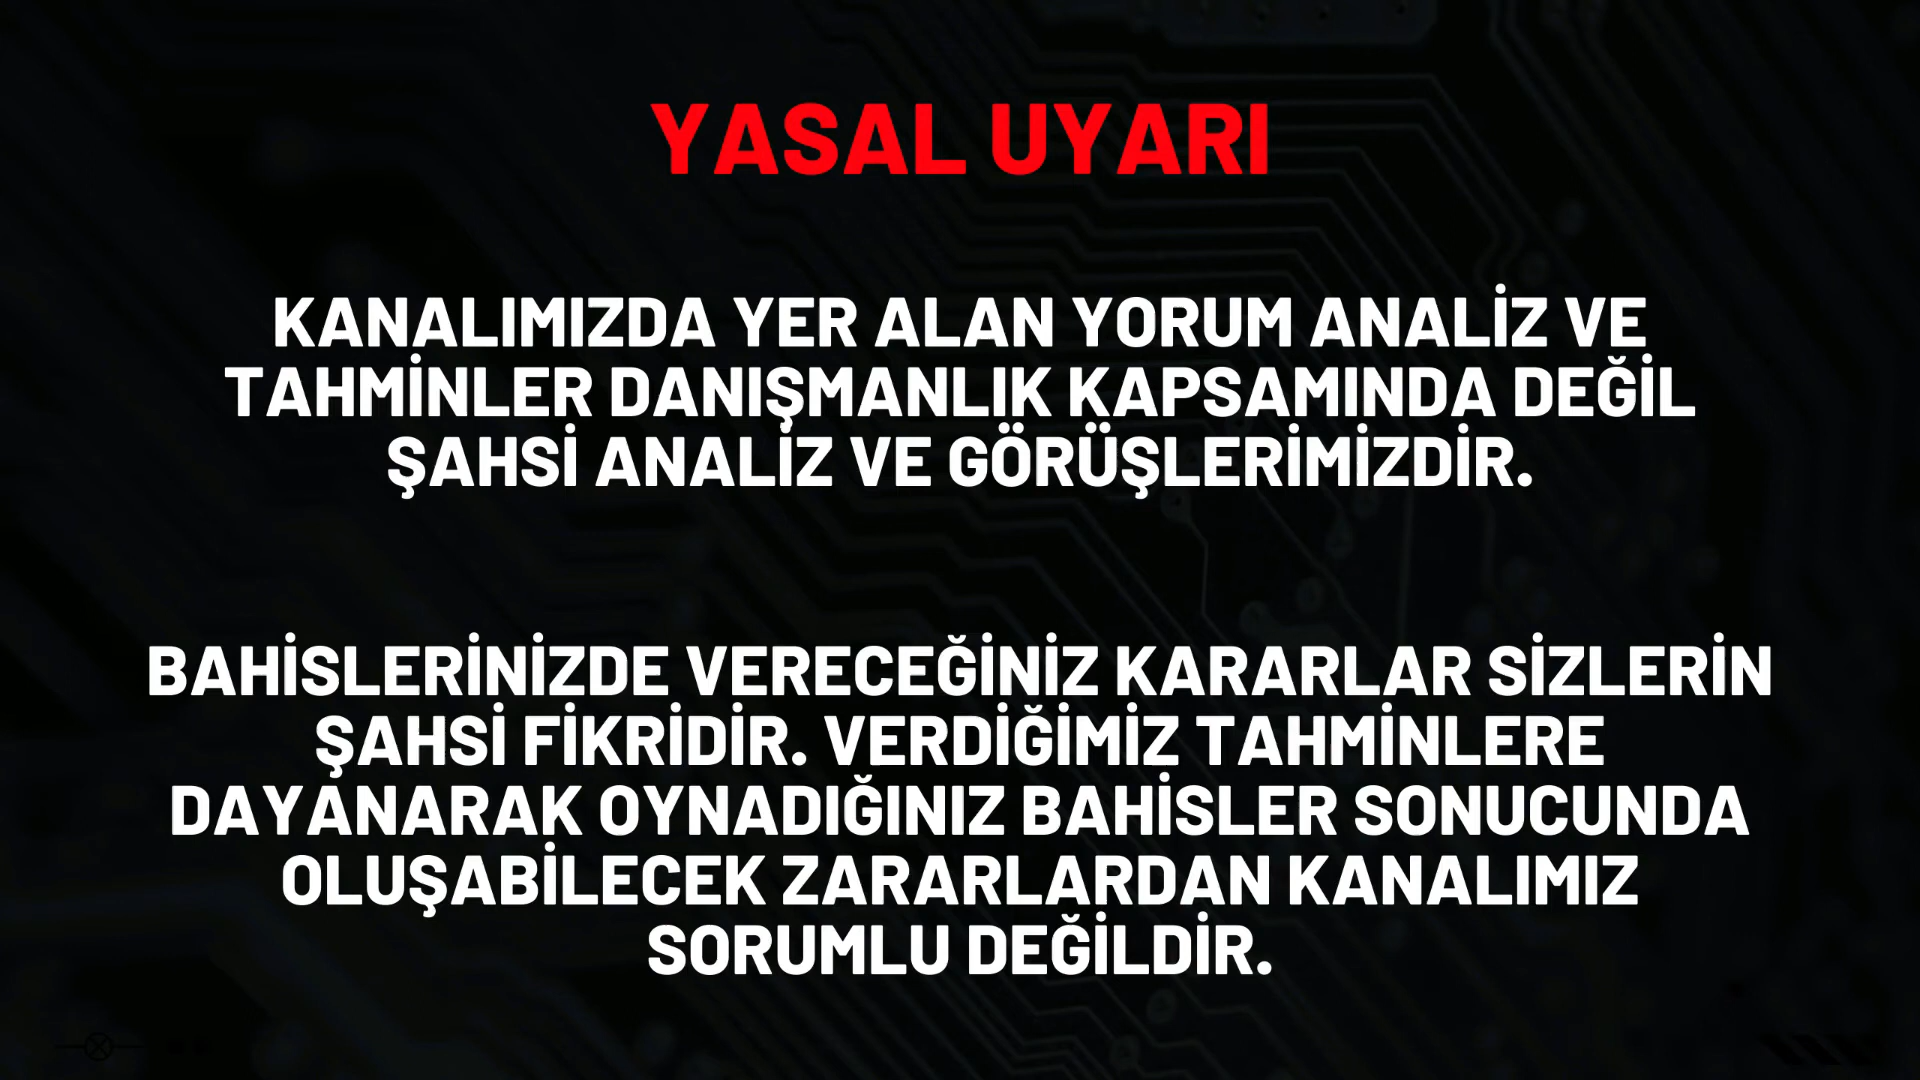 YASAL UYARI
KANALIMIZDA YER ALAN YORUM ANALİZ VE
TAHMİNLER DANIŞMANLIK KAPSAMINDA DEĞİL
ŞAHSİ ANALİZ VE GÖRÜŞLERİMİZDİR.
BAHİSLERİNİZDE VERECEĞİNİZ KARARLAR SİZLERİN
ŞAHSİ FİKRİDİR. VERDİĞİMİZ TAHMİNLERE
DAYANARAK OYNADIĞINIZ BAHİSLER SONUCUNDA
OLUŞABİLECEK ZARARLARDAN KANALIMIZ
SORUMLU DEĞİLDİR.